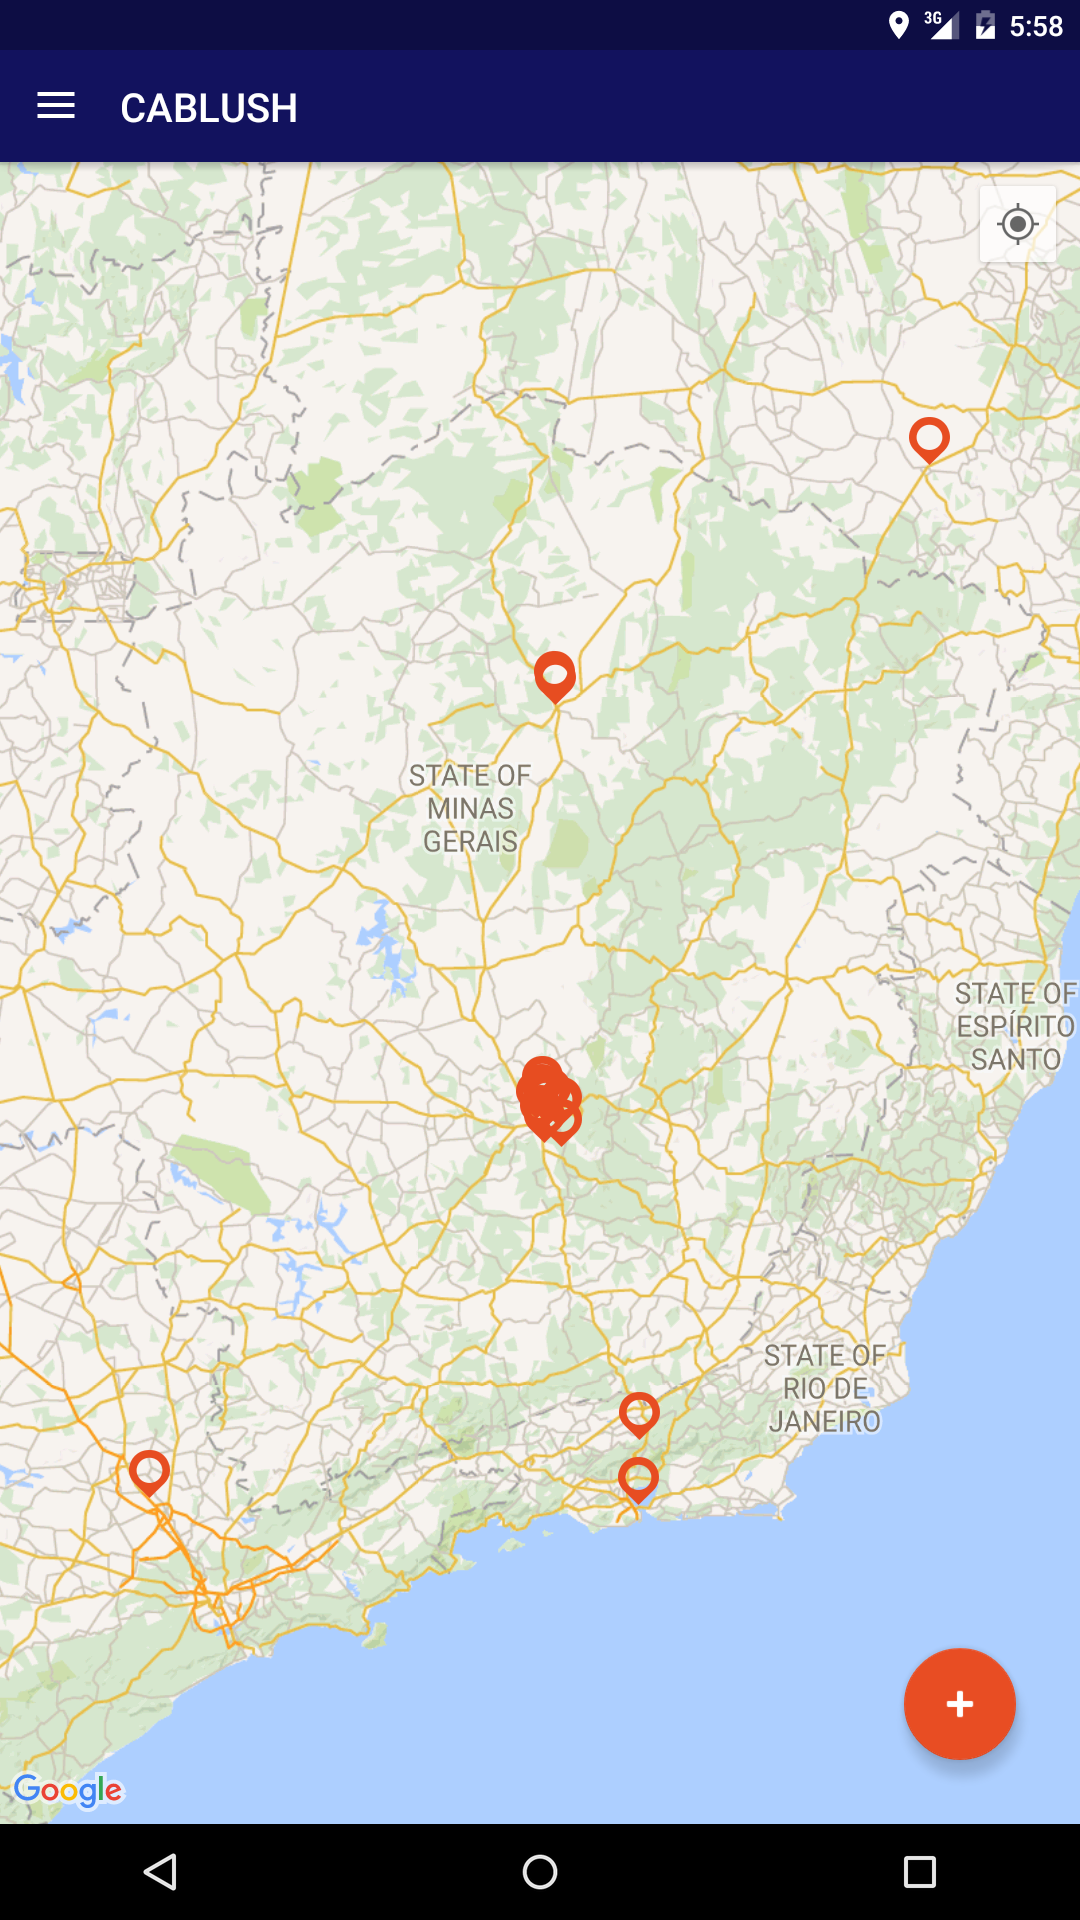 3G 5:58
CABLUSH
STATE OF
MINAS
GERAIS
STATE OF
ESPÍRITO
SANTO
STATE OF
RIO DE
JANEIRO
Google